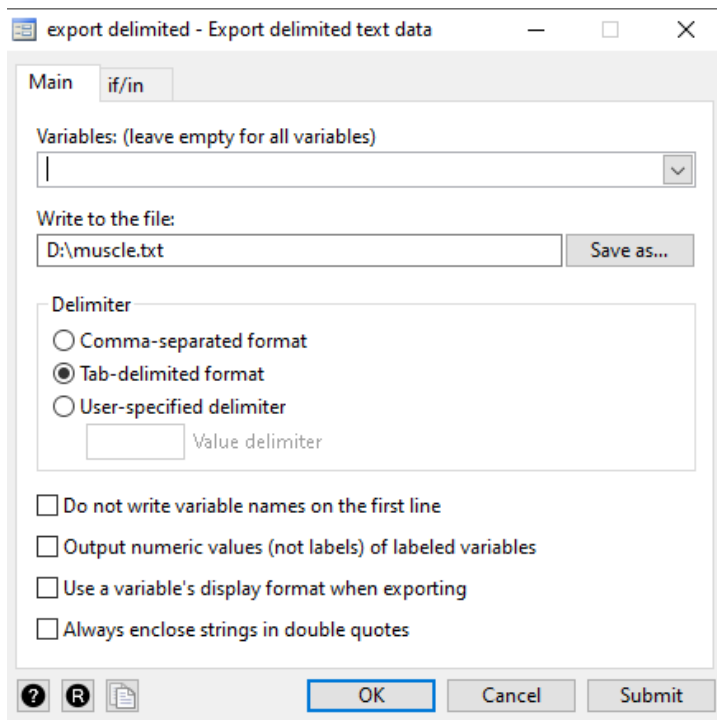 export delimited - Export delimited text data
Main
if/in
Variables: (leave empty for all variables)
Write to the file:
D:\muscle.txt
Save as...
Delimiter
Comma-separated format
Tab-delimited format
User-specified delimiter
Value delimiter
Do not write variable names on the first line
Output numeric values (not labels) of labeled variables
Use a variable's display format when exporting
Always enclose strings in double quotes
? R OK Cancel Submit